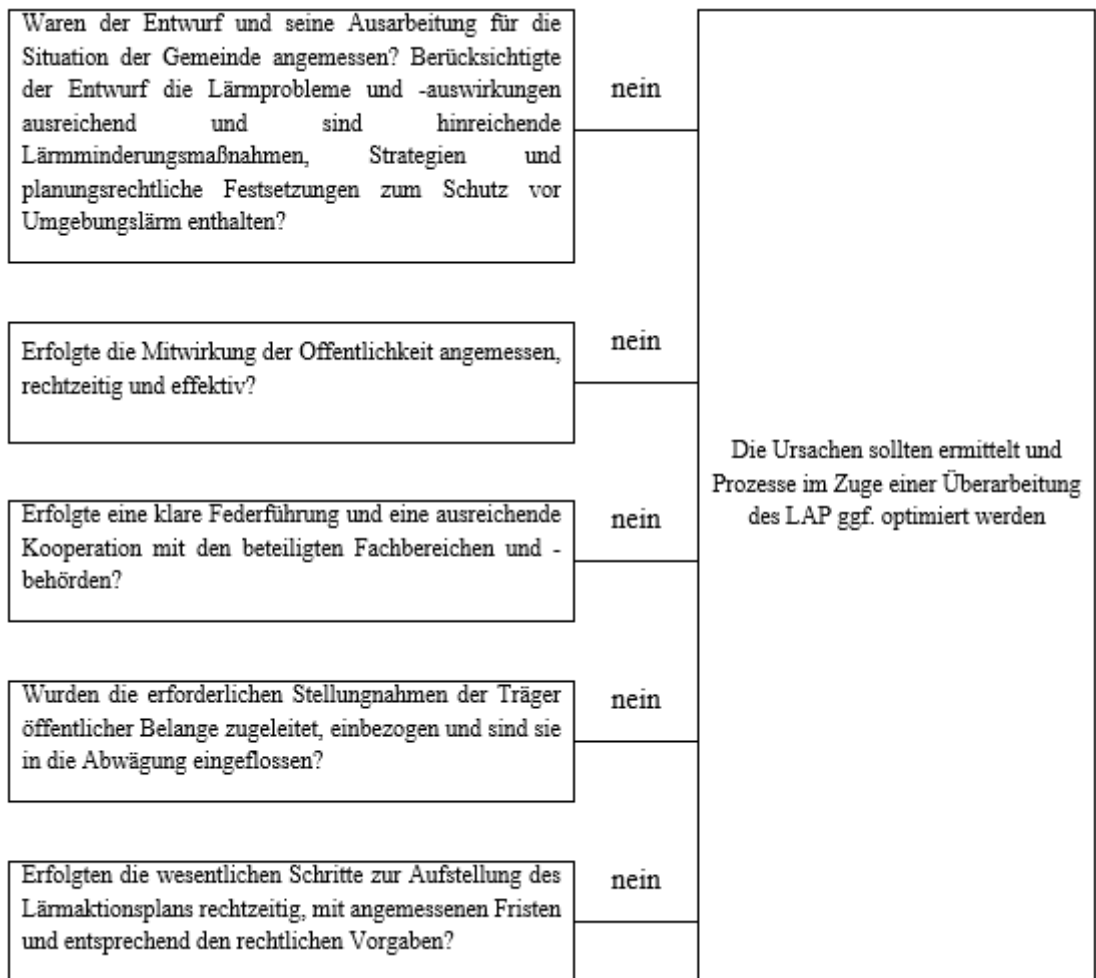 Waren der Entwurf und seine Ausarbeitung für die
Situation der Gemeinde angemessen? Berücksichtigte
der Entwurf die Lärmprobleme und -auswirkungen
ausreichend und sind hinreichende
Lärmminderungsmaßnahmen, Strategien und
planungsrechtliche Festsetzungen zum Schutz vor
Umgebungslärm enthalten?
nein
Erfolgte die Mitwirkung der Offentlichkeit angemessen,
rechtzeitig und effektiv?
nein
Erfolgte eine klare Federführung und eine ausreichende
Kooperation mit den beteiligten Fachbereichen und -
behörden?
nein
Wurden die erforderlichen Stellungnahmen der Träger
öffentlicher Belange zugeleitet, einbezogen und sind sie
in die Abwägung eingeflossen?
nein
Erfolgten die wesentlichen Schritte zur Aufstellung des
Lärmaktionsplans rechtzeitig, mit angemessenen Fristen
und entsprechend den rechtlichen Vorgaben?
nein
Die Ursachen sollten ermittelt und
Prozesse im Zuge einer Überarbeitung
des LAP ggf. optimiert werden